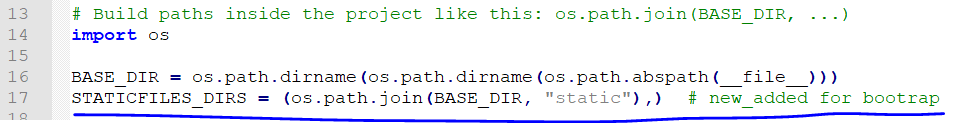 13 # Build paths inside the project like this: os.path.join(BASE_DIR, ...)
14 import os
15
16 BASE_DIR = os.path.dirname(os.path.dirname(os.path.abspath(__file__)))
17 STATICFILES_DIRS = (os.path.join(BASE_DIR, "static"),) # new_added for bootrap
18